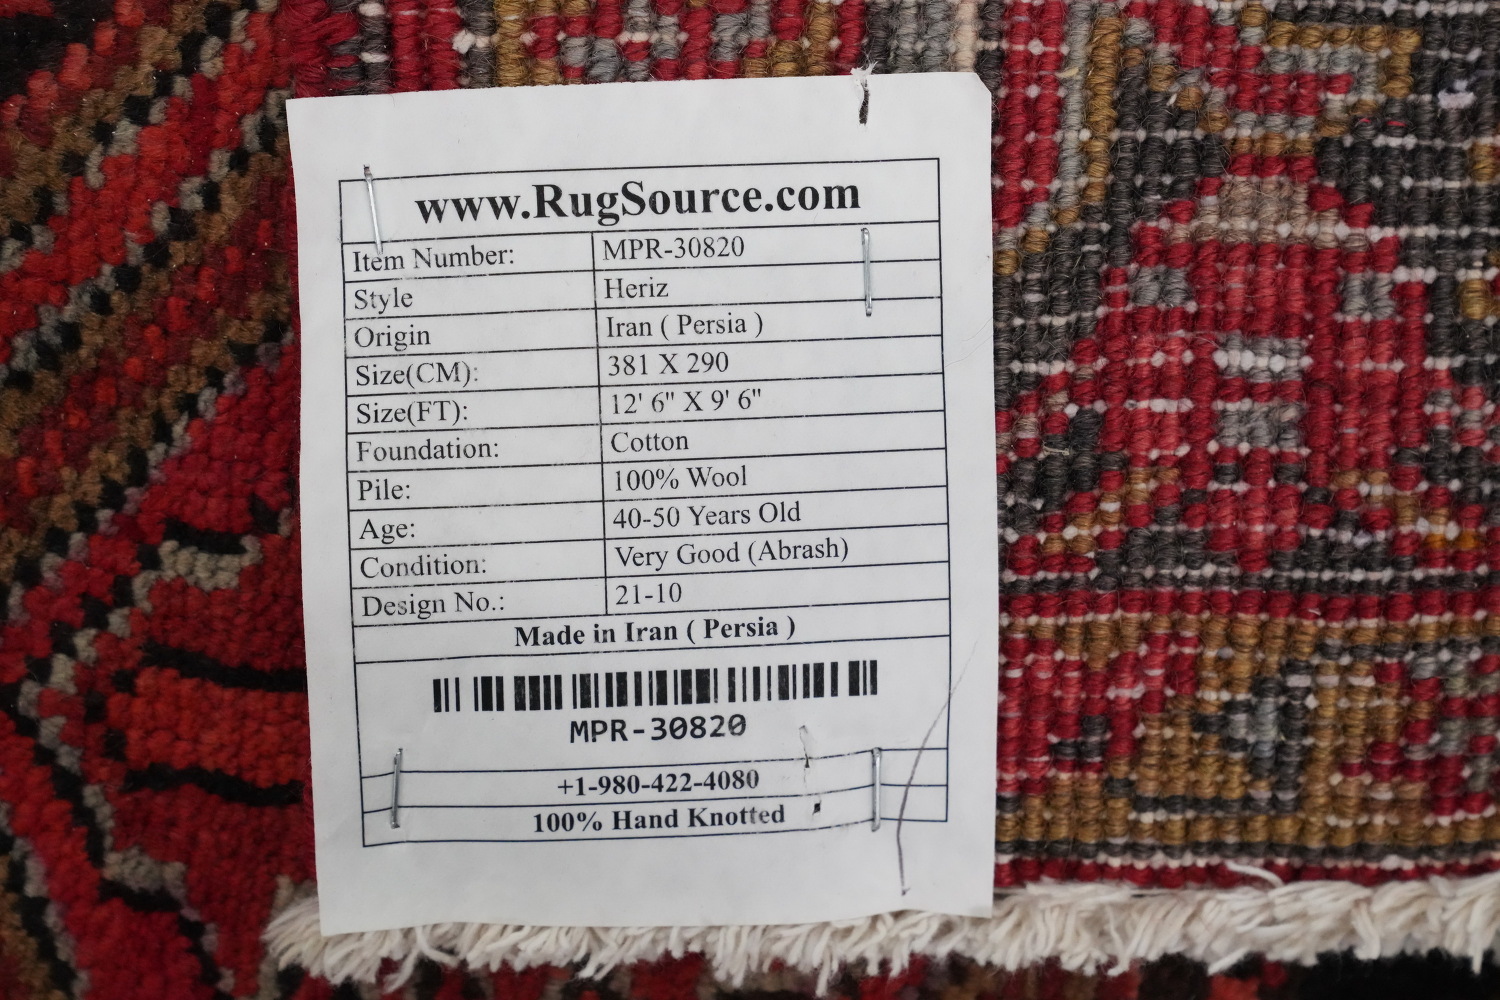 www.RugSource.com
Item Number: MPR-30820
Style Heriz
Origin Iran ( Persia )
Size(CM): 381 X 290
Size(FT): 12' 6" X 9' 6"
Foundation: Cotton
Pile: 100% Wool
Age: 40-50 Years Old
Condition: Very Good (Abrash)
Design No.: 21-10
Made in Iran ( Persia )
MPR-30820
+1-980-422-4080
100% Hand Knotted